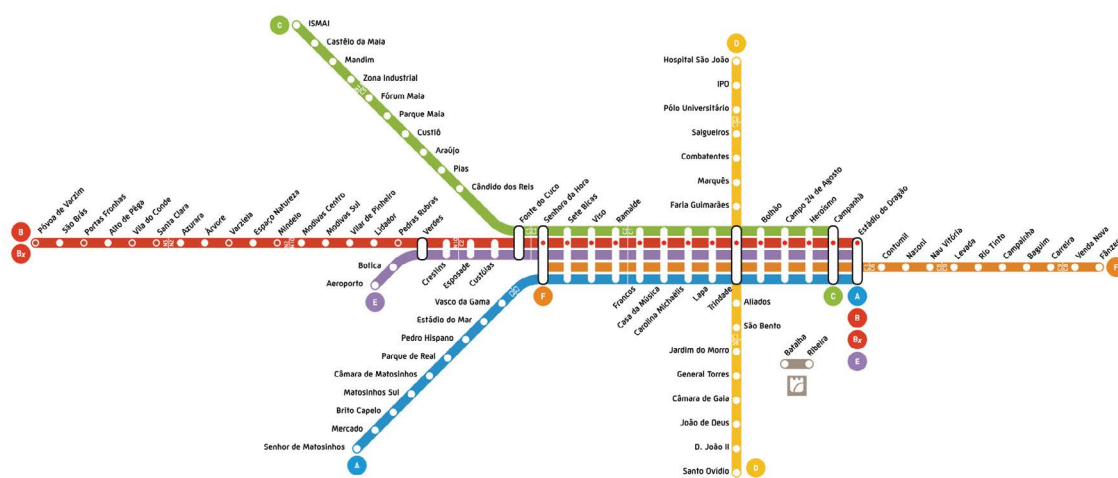 C
ISMAI
Castêlo da Maia
Mandim
Zona Industrial
Fórum Maia
Parque Maia
Custió
Araújo
Pias
Cândido dos Reis
D
Hospital São João
IPO
Pólo Universitário
Salgueiros
Combatentes
Marquês
Faria Guimarães
B
Bx
Póvoa de Varzim
São Brás
Portas Fronhas
Alto de Pêga
Vila do Conde
Santa Clara
Azurara
Árvore
Varziela
Espaço Natureza
Mindelo
Modivas Centro
Modivas Sul
Vilar de Pinheiro
Lidador
Pedras Rubras
Verdes
Fonte do Cuco
Senhora da Hora
Sete Bicas
Viso
Ramalde
Bolhão
Campo 24 de Agosto
Heroísmo
Campanhã
Estádio do Dragão
Contumil
Nasoni
Nau Vitória
Levada
Rio Tinto
Campainha
Baguim
Carreira
Venda Nova
Fânzer
F
Botica
Aeroporto
E
Crestins
Esposade
Custóias
Francos
Casa da Música
Carolina Michaëlis
Lapa
Trindade
F
C
A
B
Bx
E
Vasco da Gama
Estádio do Mar
Pedro Hispano
Parque de Real
Câmara de Matosinhos
Matosinhos Sul
Brito Capelo
Mercado
Senhor de Matosinhos
A
Aliados
São Bento
Jardim do Morro
General Torres
Câmara de Gaia
João de Deus
D. João II
Santo Ovídio
D
Batalha
Ribeira